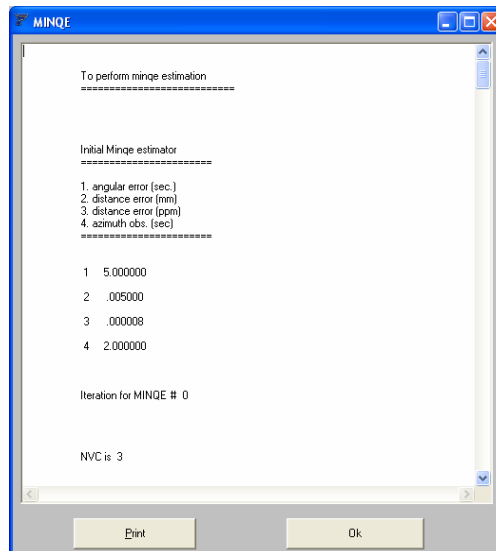 MINQE
To perform minqe estimation
===========================
Initial Minqe estimator
=======================
1. angular error (sec.)
2. distance error (mm)
3. distance error (ppm)
4. azimuth obs. (sec)
=======================
1 5.000000
2 .005000
3 .000008
4 2.000000
Iteration for MINQE # 0
NVC is 3
Print Ok